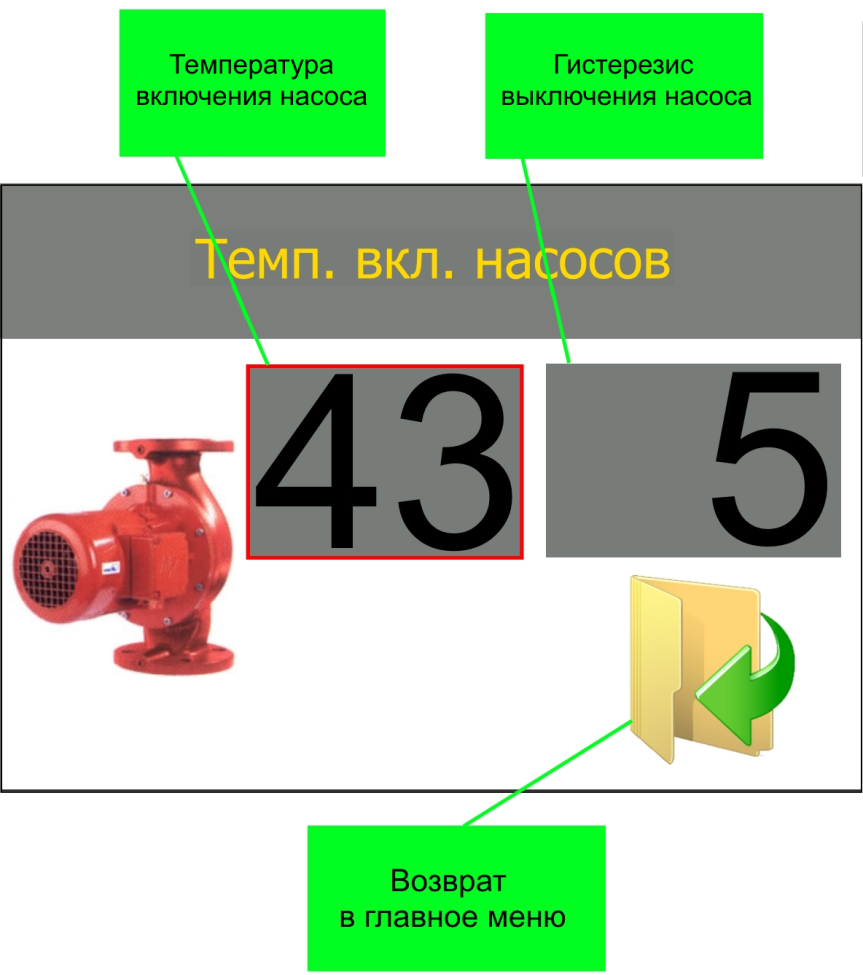 Температура
включения насоса
Гистерезис
выключения насоса
Темп. вкл. насосов
43
5
Возврат
в главное меню